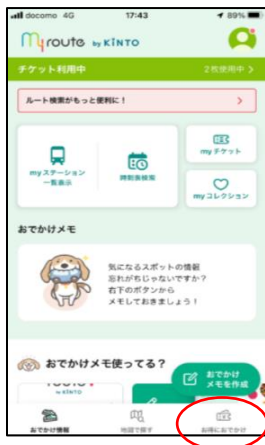 docomo 4G 17:43 89%
my route by KINTO
チケット利用中 2枚使用中 >
ルート検索がもっと便利に! >
myステーション
一覧表示
時刻表検索
myチケット
myコレクション
おでかけメモ
気になるスポットの情報
忘れがちじゃないですか?
右下のボタンから
メモしておきましょう!
おでかけメモ使ってる?
おでかけ
メモを作成
by KINTO
おでかけ情報
地図で探す
お得におでかけ